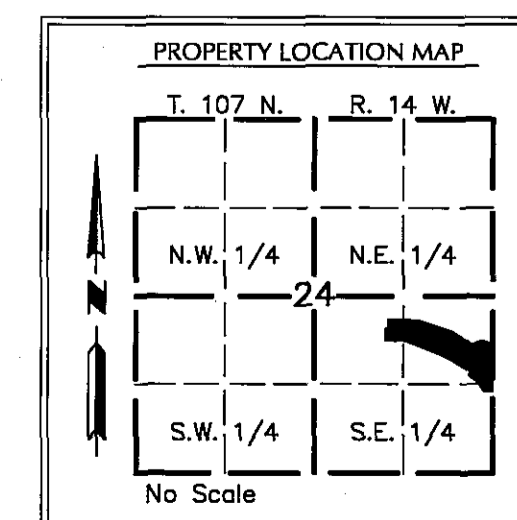 PROPERTY LOCATION MAP
T. 107 N. R. 14 W.
N.W. 1/4 N.E. 1/4
N
24
S.W. 1/4 S.E. 1/4
No Scale